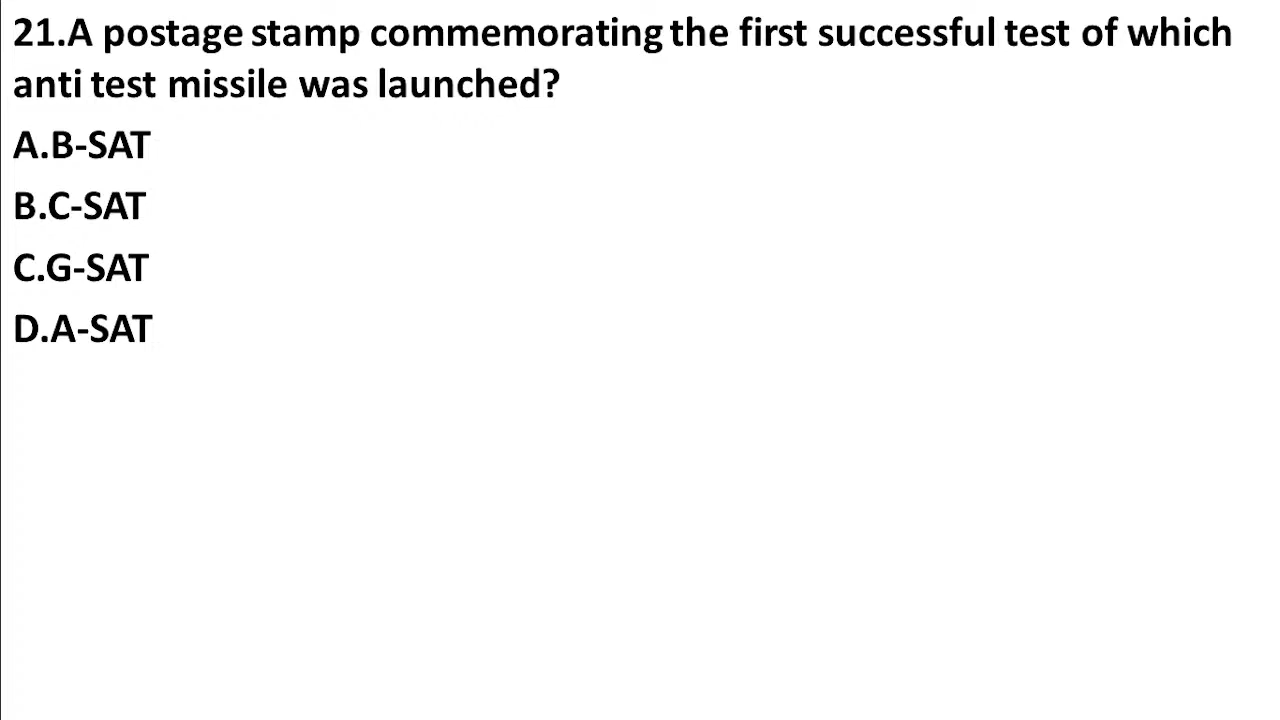 21.A postage stamp commemorating the first successful test of which
anti test missile was launched?
A.B-SAT
B.C-SAT
C.G-SAT
D.A-SAT